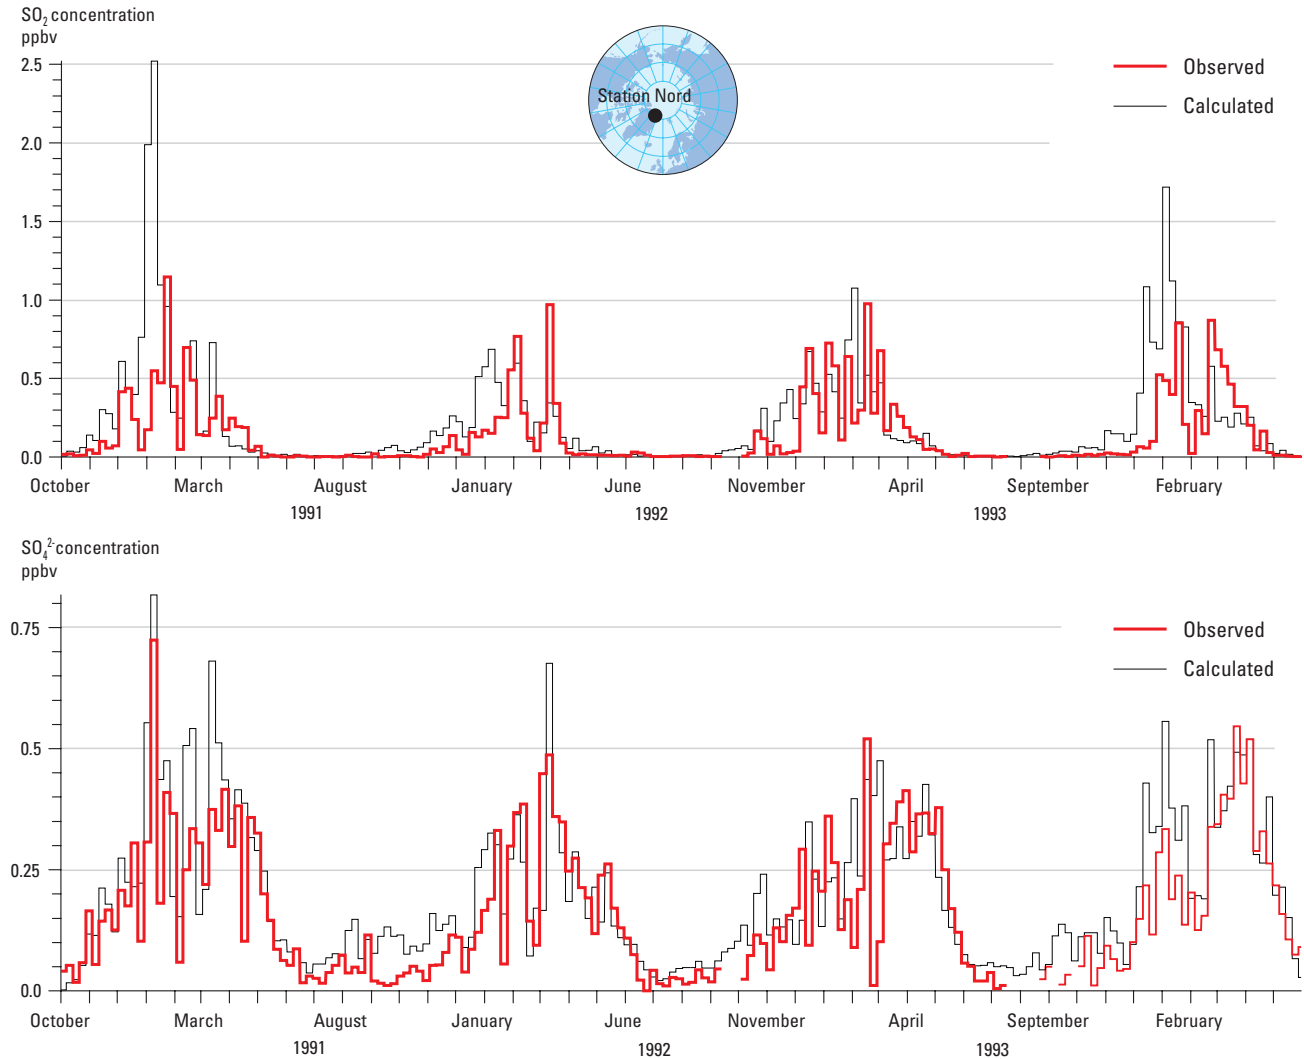 SO₂ concentration
ppbv
2.5
2.0
1.5
1.0
0.5
0.0
Station Nord
Observed
Calculated
October March August January June November April September February
1991 1992 1993
SO₄²⁻concentration
ppbv
0.75
0.5
0.25
0.0
Observed
Calculated
October March August January June November April September February
1991 1992 1993